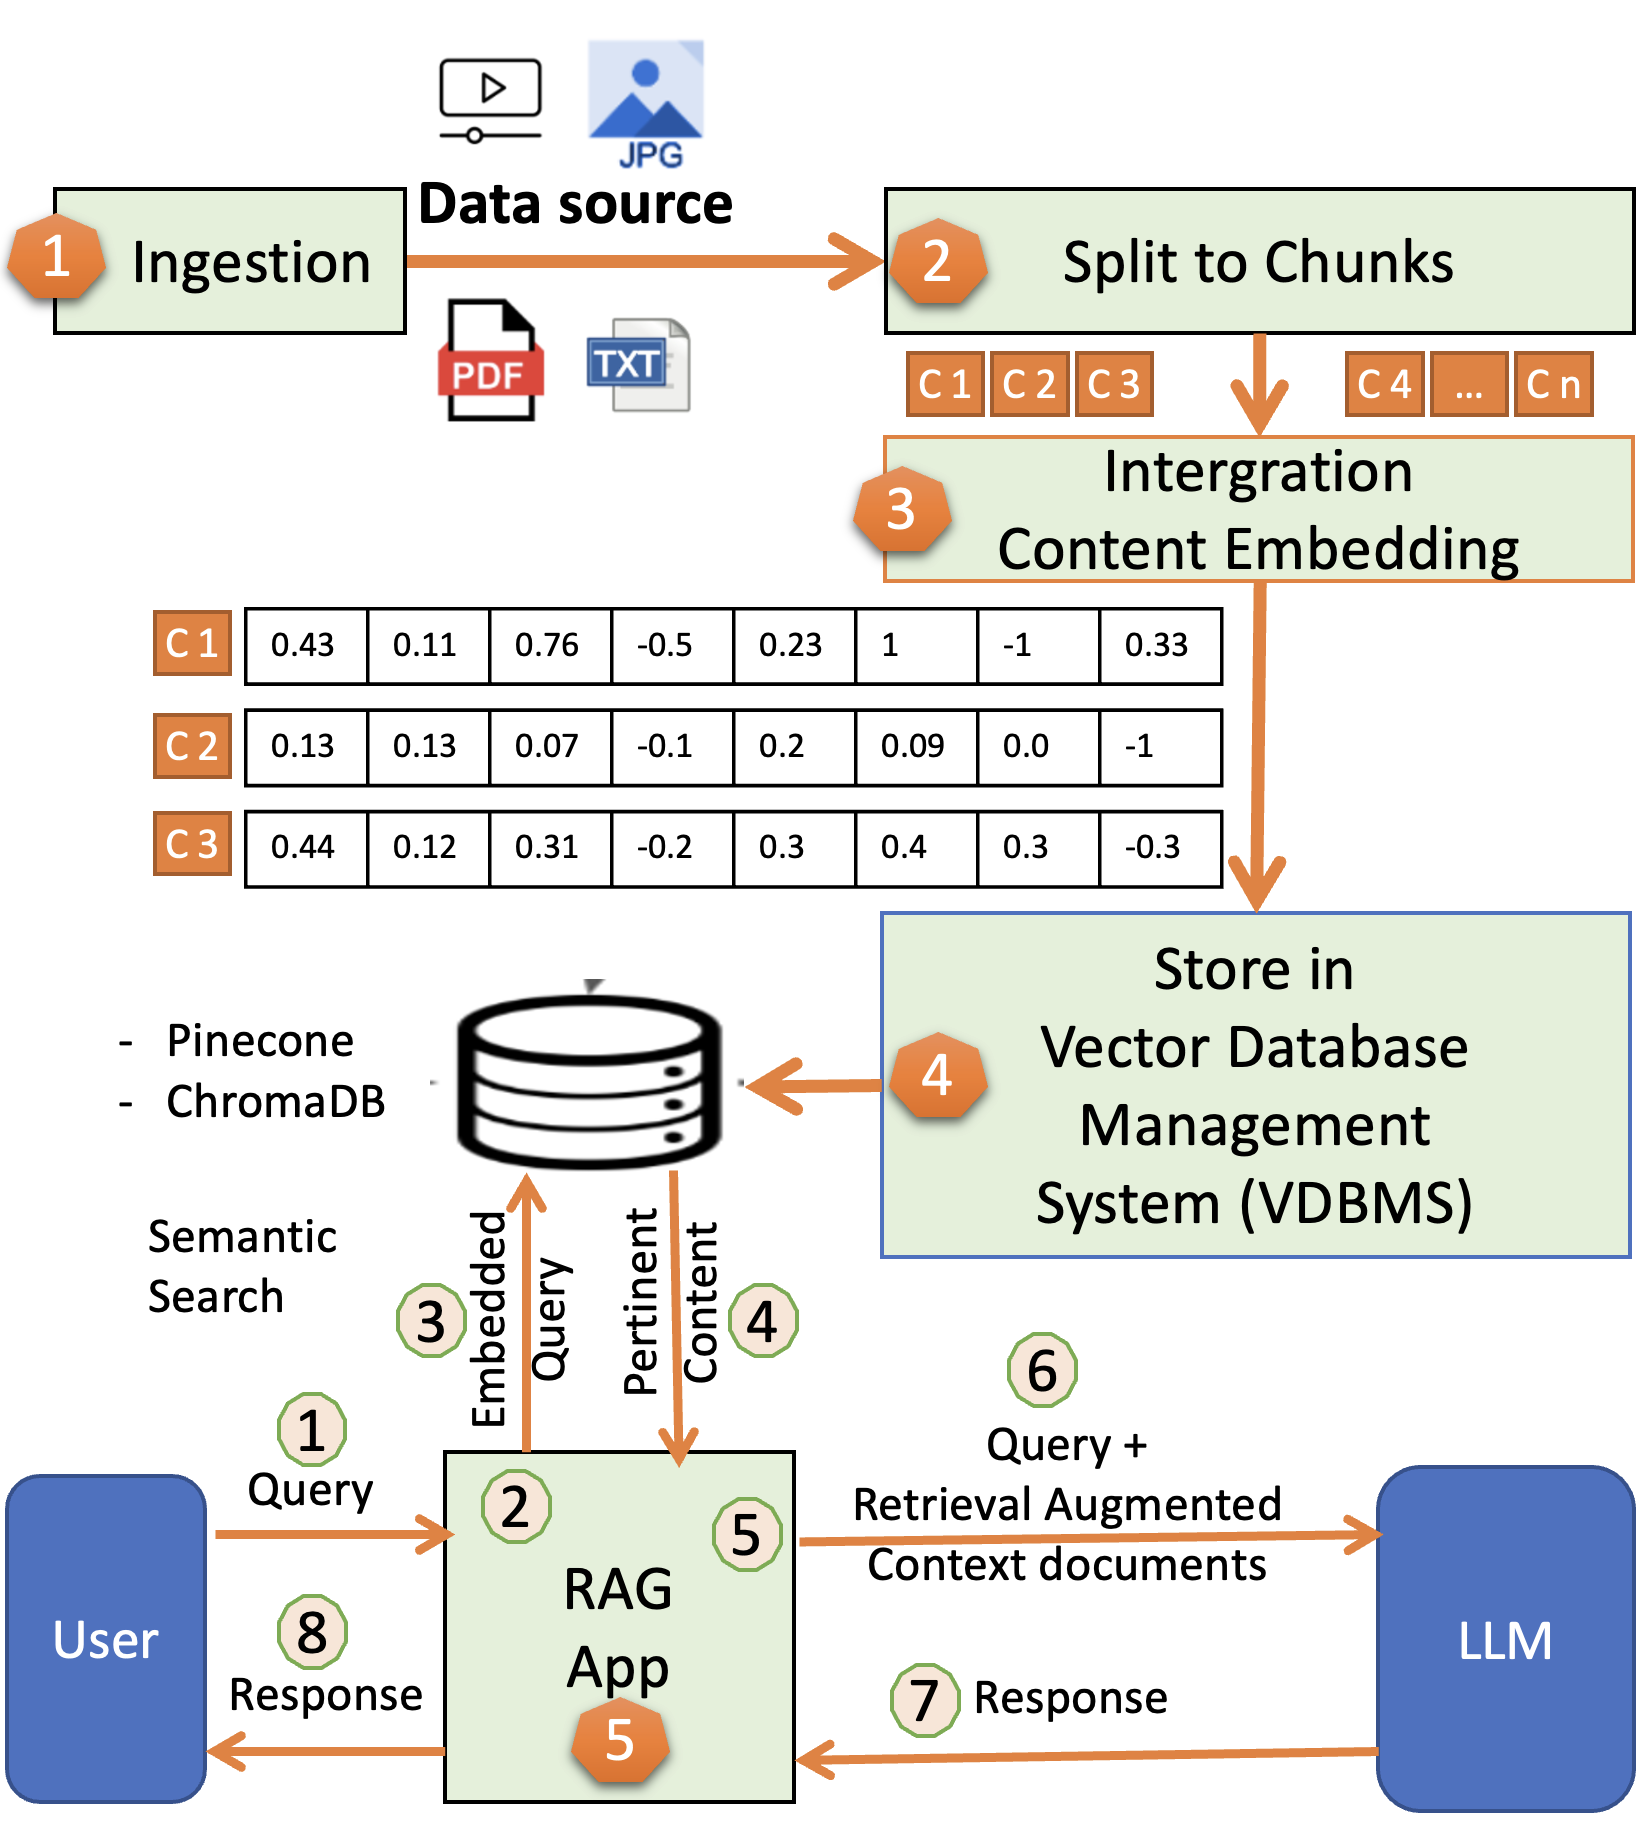 JPG
Data source
1
Ingestion
2
Split to Chunks
PDF
TXT
C 1
C 2
C 3
C 4
...
C n
3
Intergration
Content Embedding
C 1 0.43 0.11 0.76 -0.5 0.23 1 -1 0.33
C 2 0.13 0.13 0.07 -0.1 0.2 0.09 0.0 -1
C 3 0.44 0.12 0.31 -0.2 0.3 0.4 0.3 -0.3
4
Store in
Vector Database
Management
System (VDBMS)
- Pinecone
- ChromaDB
Semantic
Search
3
Embedded
Query
Pertinent
Content
4
1
Query
2
5
RAG
App
5
6
Query +
Retrieval Augmented
Context documents
User
8
Response
7
Response
LLM